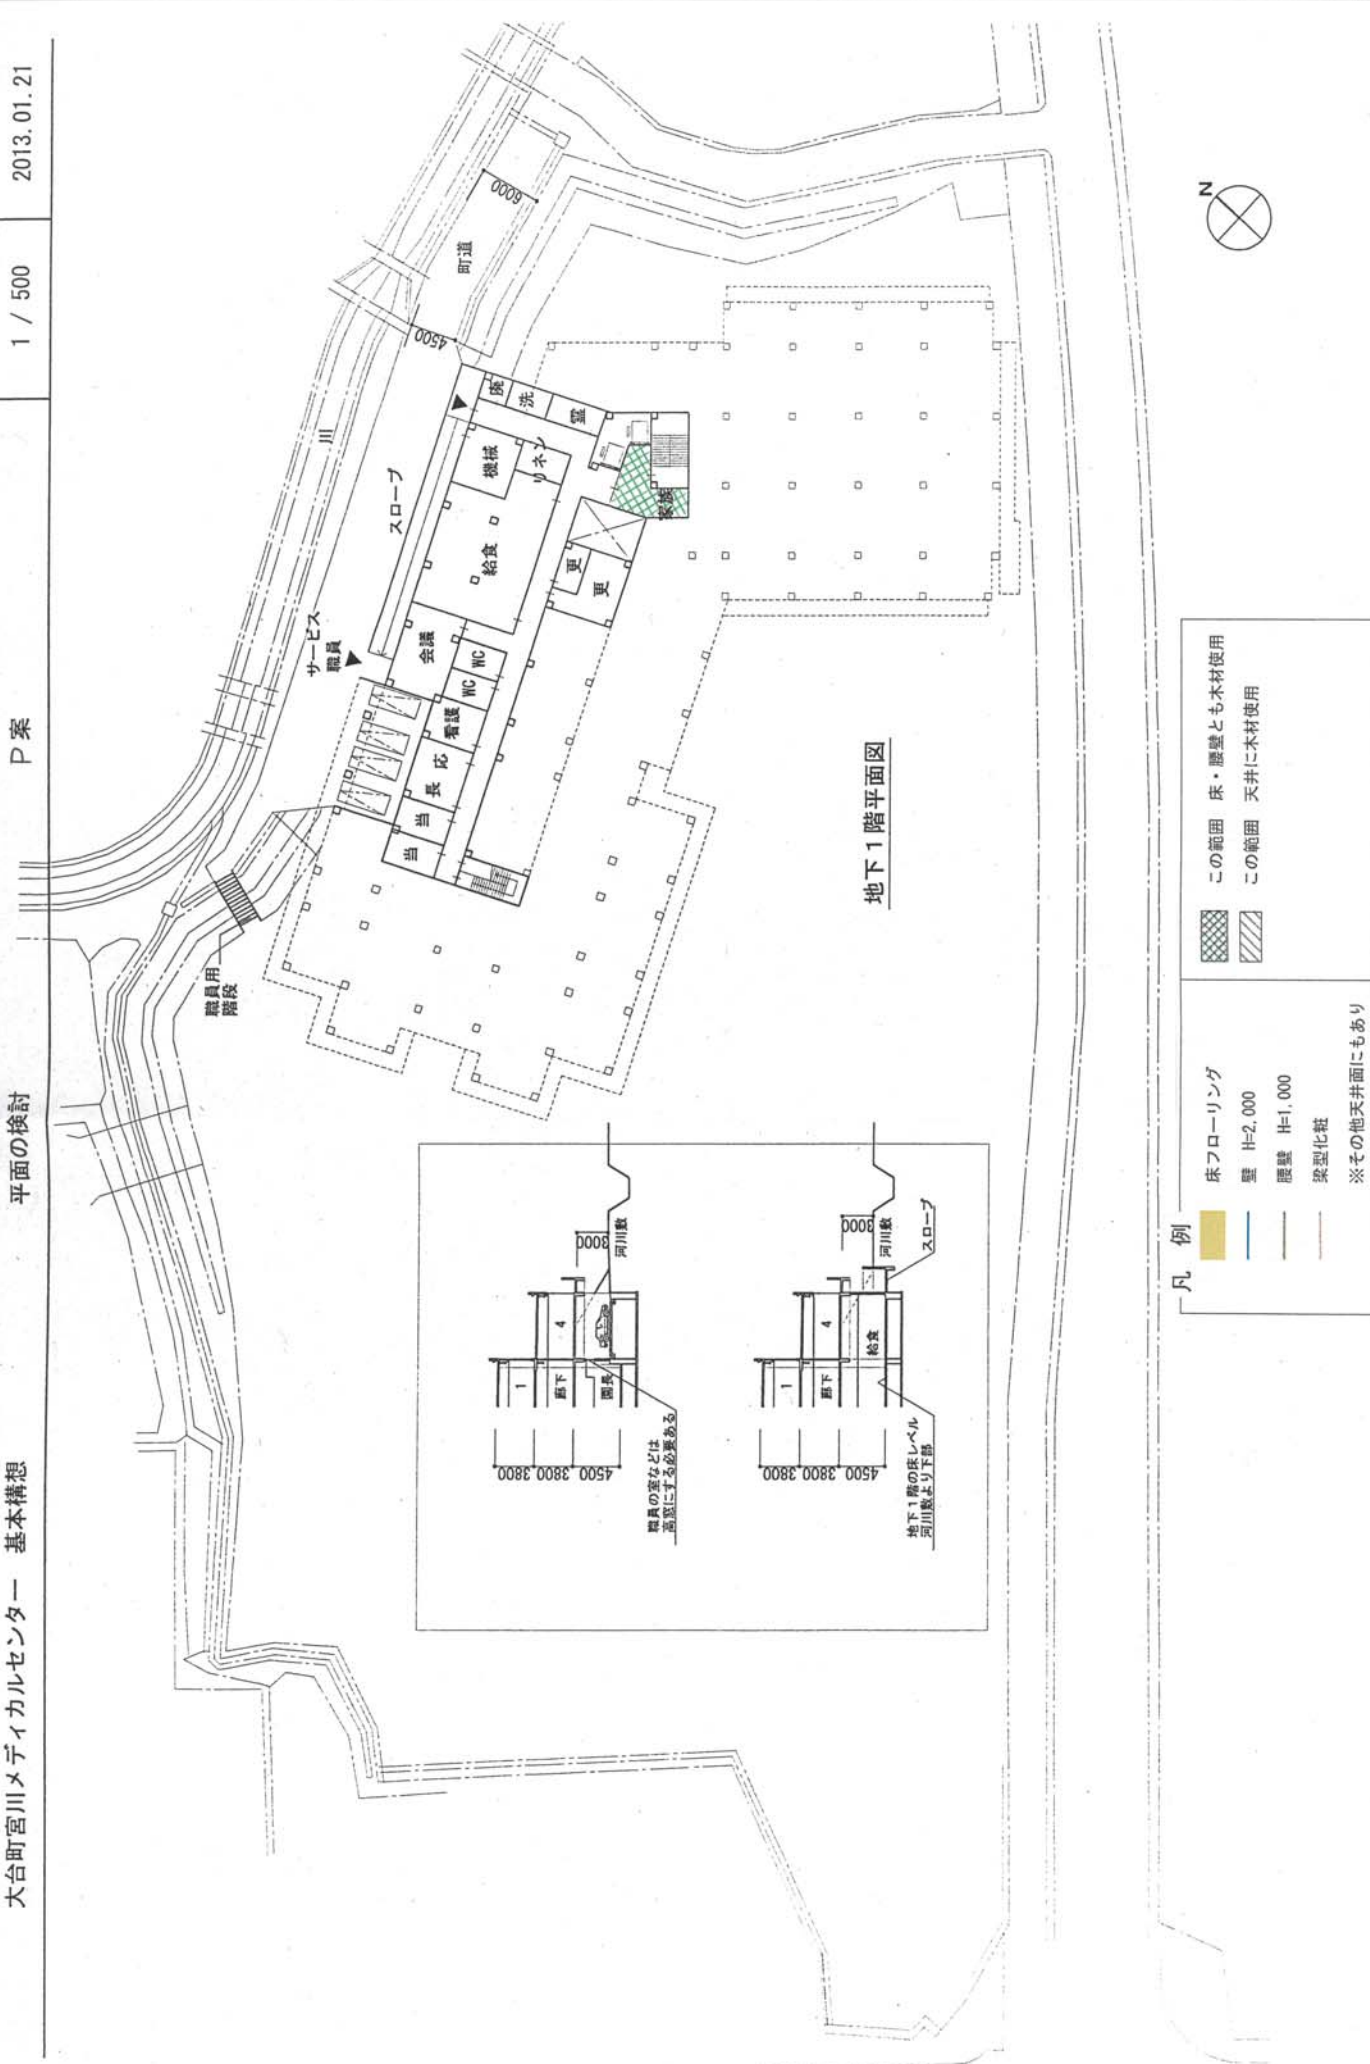 大台町宮川メディカルセンター　基本構想
平面の検討
P案
1 / 500
2013.01.21
川
町道
6000
4500
スロープ
サービス
職員
職員用
階段
廃
洗
霊
機械
リネン
給食
家族
更
更
会議
WC
WC
看護
応
長
当
当
地下1階平面図
N
3800
3800
4500
1
廊下
4
園長
3000
河川敷
職員の室などは
高窓にする必要ある
3800
3800
4500
1
廊下
4
給食
3000
河川敷
スロープ
地下1階の床レベル
河川敷より下部
凡　例
床フローリング
壁　H=2,000
腰壁　H=1,000
梁型化粧
※その他天井面にもあり
この範囲　床・腰壁とも木材使用
この範囲　天井に木材使用